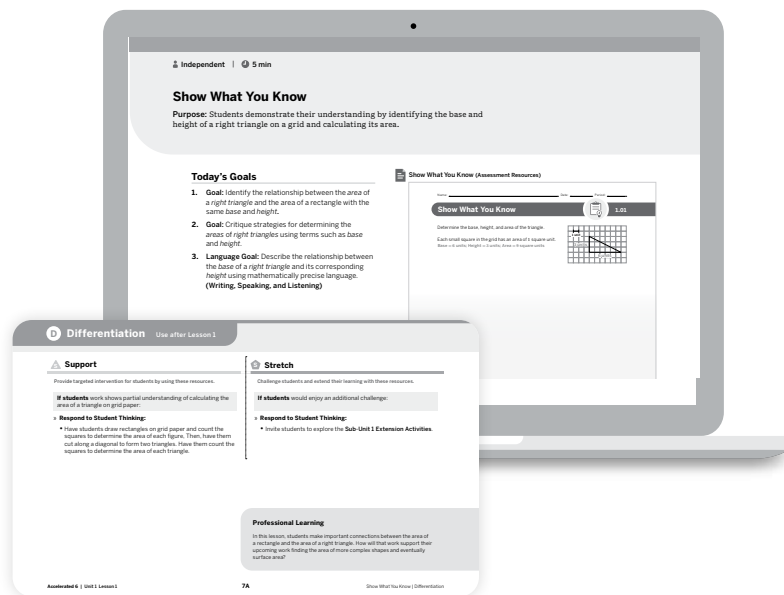 Independent | 5 min
Show What You Know
Purpose: Students demonstrate their understanding by identifying the base and
height of a right triangle on a grid and calculating its area.
Today's Goals
1. Goal: Identify the relationship between the area of
a right triangle and the area of a rectangle with the
same base and height.
2. Goal: Critique strategies for determining the
areas of right triangles using terms such as base
and height.
3. Language Goal: Describe the relationship between
the base of a right triangle and its corresponding
height using mathematically precise language.
(Writing, Speaking, and Listening)
Show What You Know (Assessment Resources)
Name: Date: Period:
Show What You Know 1.01
Determine the base, height, and area of the triangle.
Each small square in the grid has an area of 1 square unit.
Base = 6 units; Height = 3 units; Area = 9 square units
D Differentiation Use after Lesson 1
Support
Provide targeted intervention for students by using these resources.
If students work shows partial understanding of calculating the
area of a triangle on grid paper:
» Respond to Student Thinking:
• Have students draw rectangles on grid paper and count the
squares to determine the area of each figure. Then, have them
cut along a diagonal to form two triangles. Have them count the
squares to determine the area of each triangle.
Stretch
Challenge students and extend their learning with these resources.
If students would enjoy an additional challenge:
» Respond to Student Thinking:
• Invite students to explore the Sub-Unit 1 Extension Activities.
Professional Learning
In this lesson, students make important connections between the area of
a rectangle and the area of a right triangle. How will that work support their
upcoming work finding the area of more complex shapes and eventually
surface area?
Accelerated 6 | Unit 1 Lesson 1
7A
Show What You Know | Differentiation